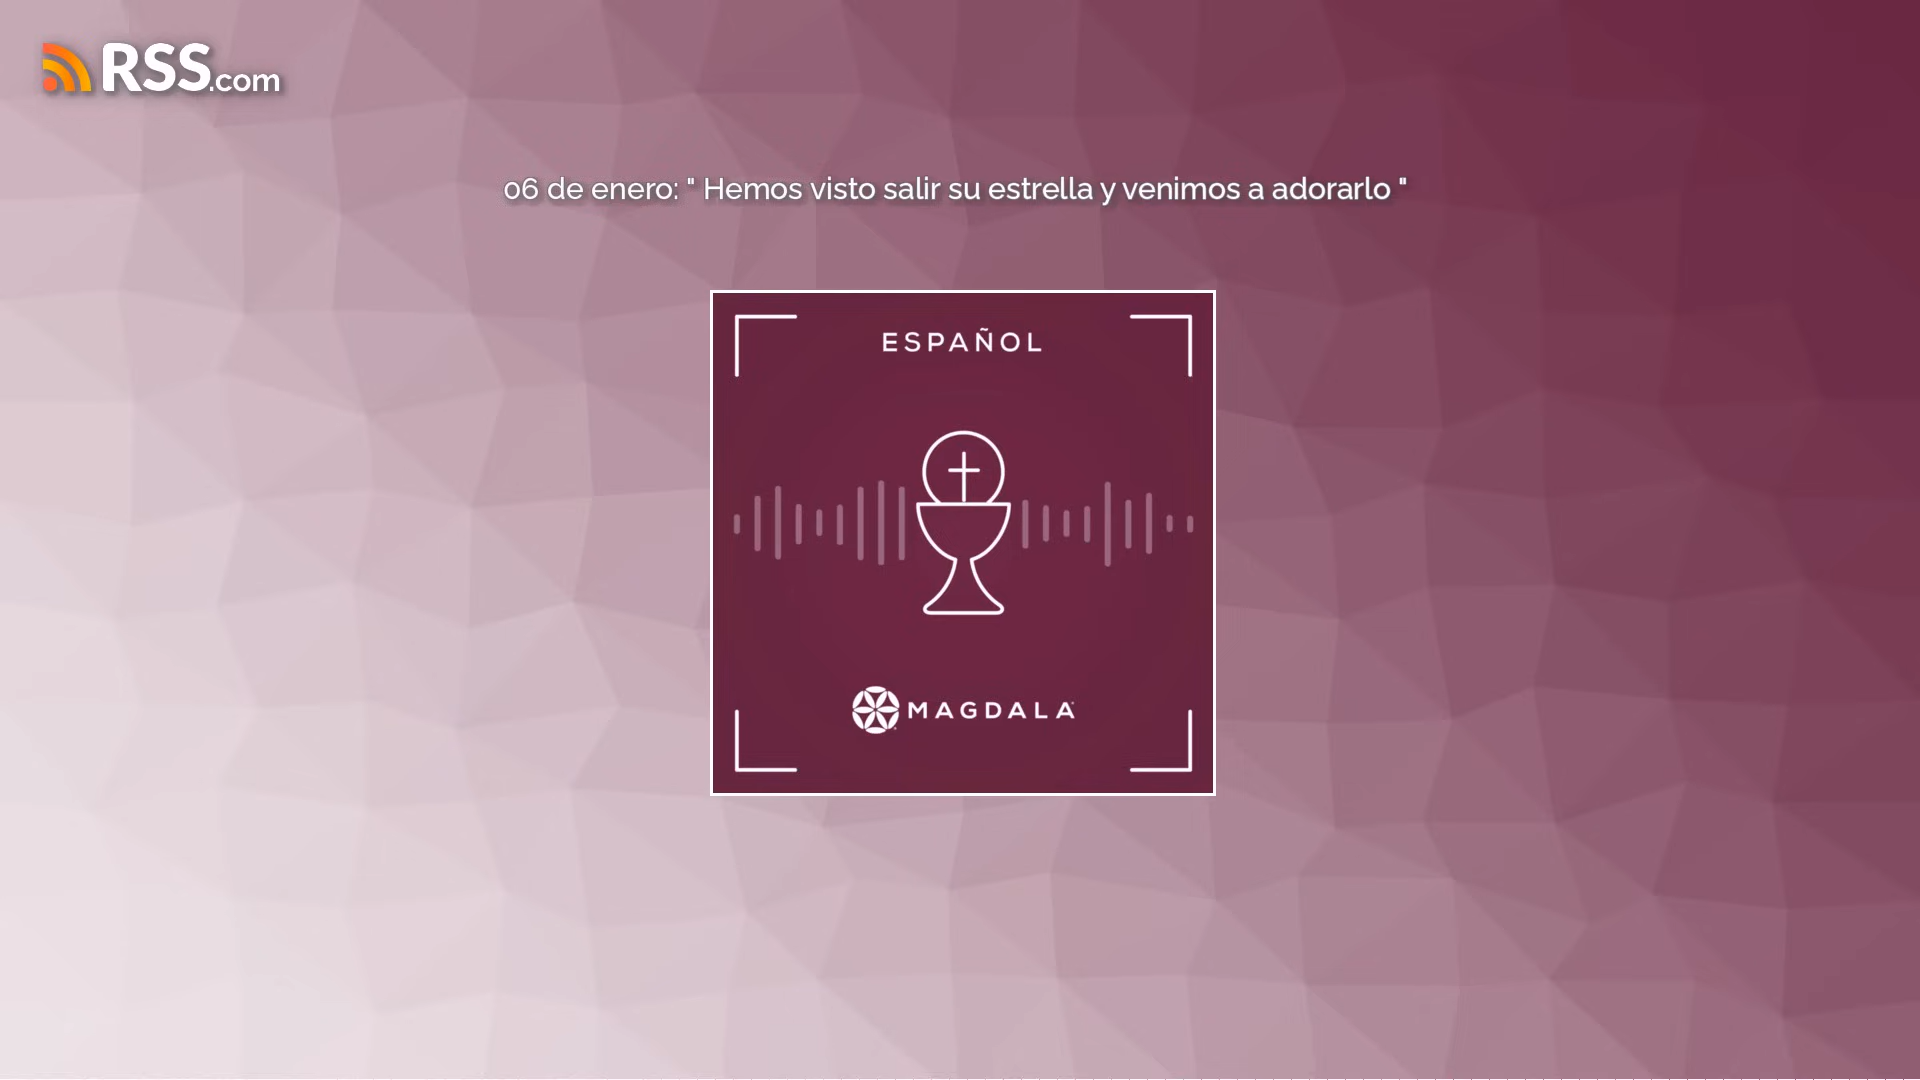 RSS.com
06 de enero: " Hemos visto salir su estrella y venimos a adorarlo "
ESPAÑOL
MAGDALA